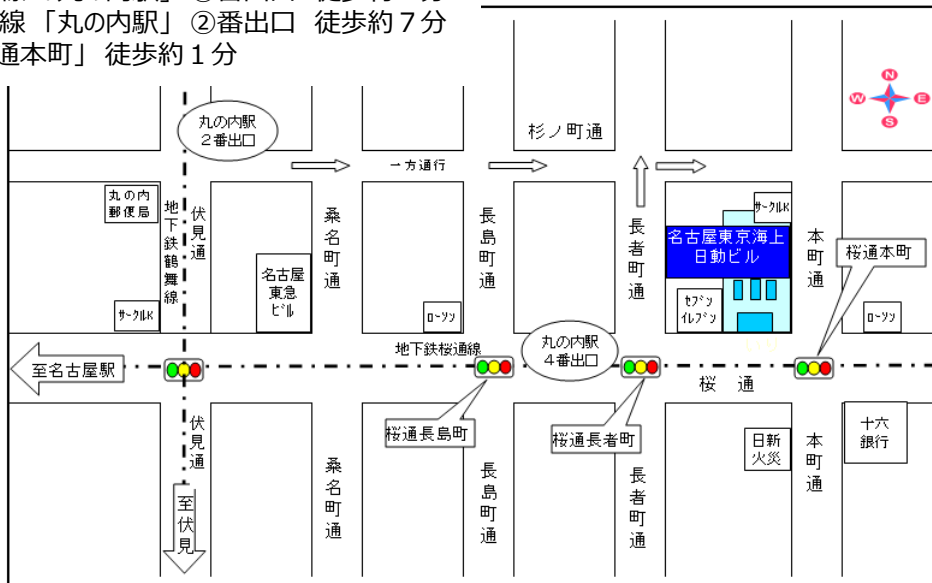 線 「丸の内駅」 ②番出口 徒歩約７分
通本町」 徒歩約１分
N
W
E
S
丸の内駅
２番出口
杉ノ町通
一方通行
丸の内
郵便局
地下鉄鶴舞線
伏見通
桑名町通
長島町通
長者町通
サークルK
名古屋東京海上
日動ビル
本町通
桜通本町
名古屋
東急
ビル
サークルK
ローソン
セブン
イレブン
ローソン
地下鉄桜通線
丸の内駅
４番出口
至名古屋駅
桜　通
伏見通
桜通長島町
桜通長者町
日新
火災
本町通
十六
銀行
桑名町通
長島町通
長者町通
至伏見